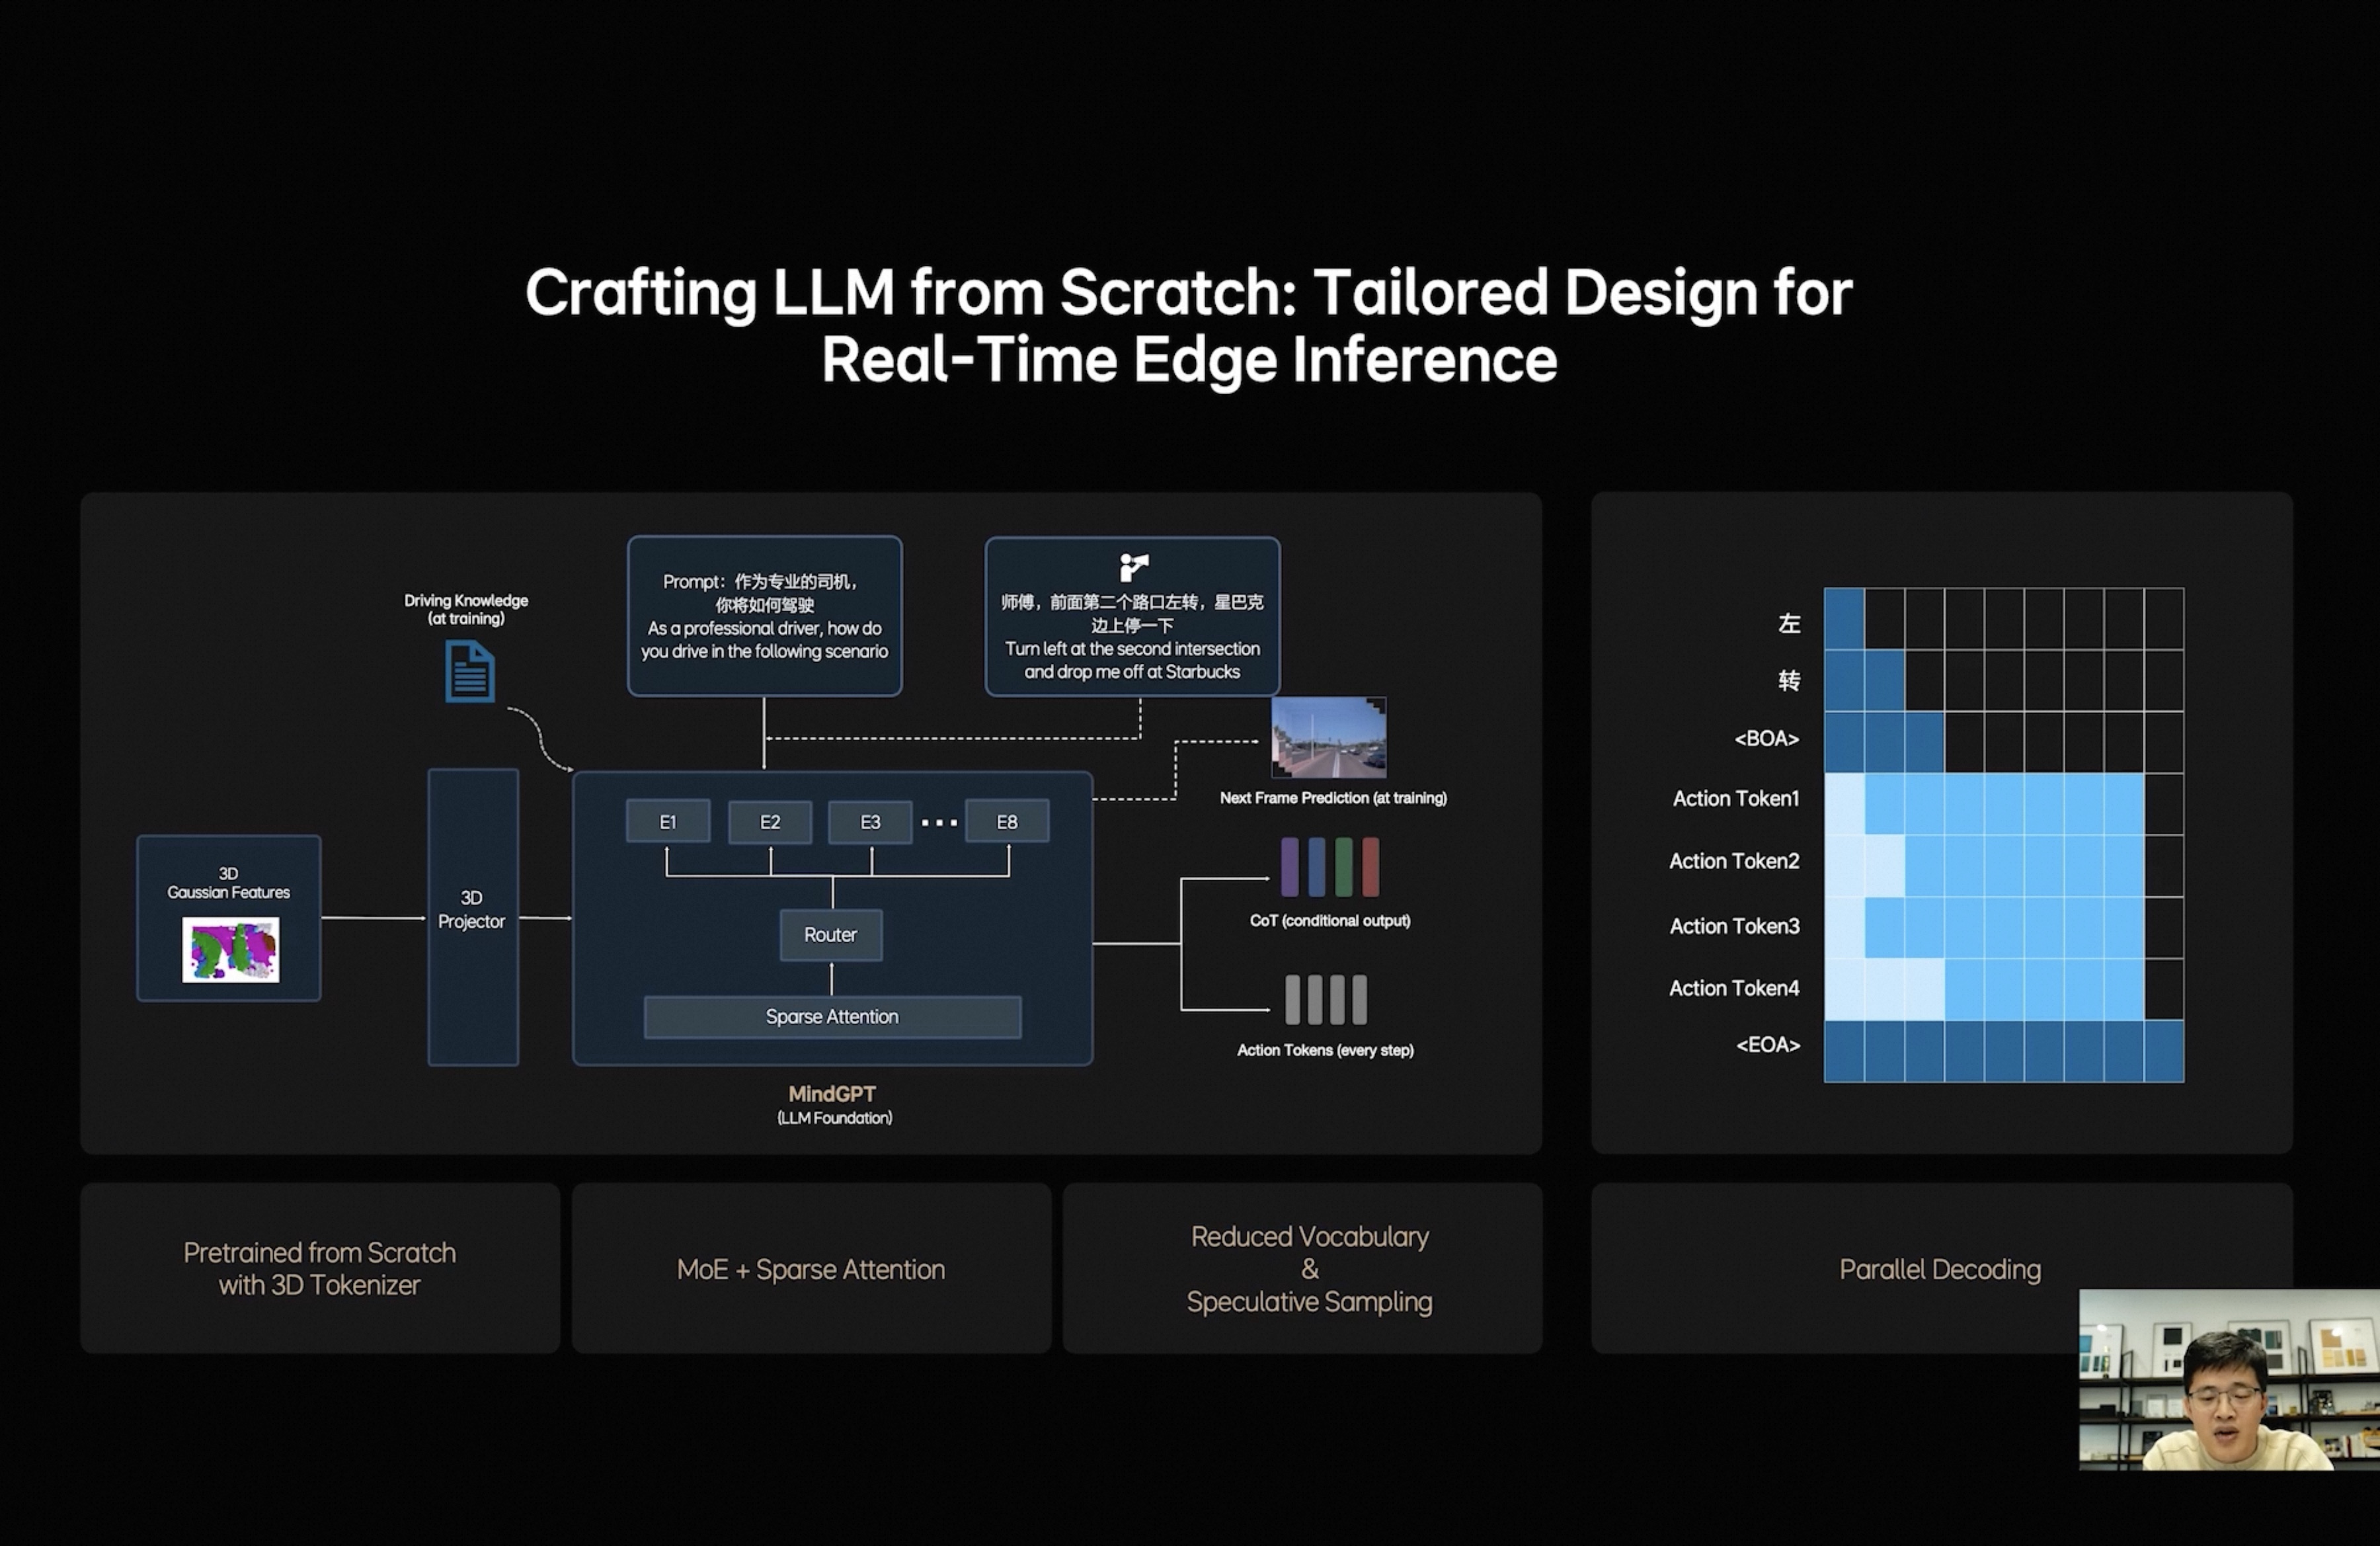 Crafting LLM from Scratch: Tailored Design for
Real-Time Edge Inference
Driving Knowledge
(at training)
Prompt：作为专业的司机，
你将如何驾驶
As a professional driver, how do
you drive in the following scenario
师傅，前面第二个路口左转，星巴克
边上停一下
Turn left at the second intersection
and drop me off at Starbucks
Next Frame Prediction (at training)
3D
Gaussian Features
3D
Projector
E1
E2
E3
E8
Router
Sparse Attention
MindGPT
(LLM Foundation)
CoT (conditional output)
Action Tokens (every step)
左
转
<BOA>
Action Token1
Action Token2
Action Token3
Action Token4
<EOA>
Pretrained from Scratch
with 3D Tokenizer
MoE + Sparse Attention
Reduced Vocabulary
&
Speculative Sampling
Parallel Decoding